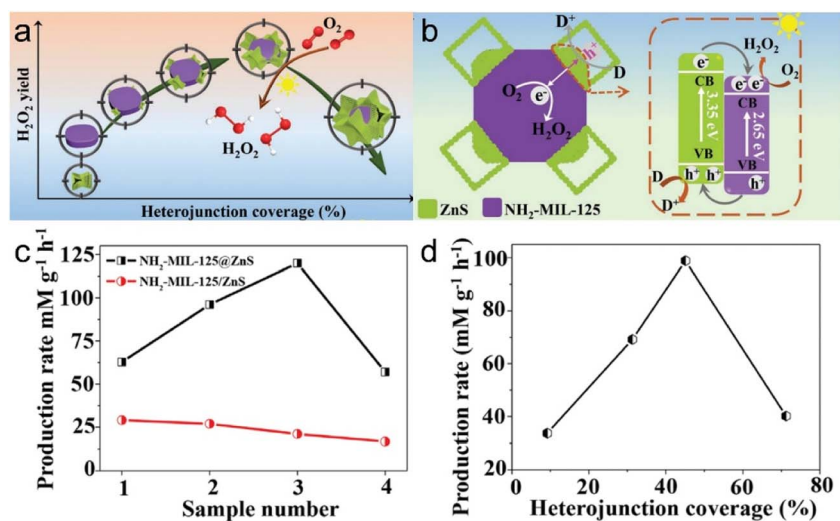 a
H₂O₂ yield
O₂
H₂O₂
Heterojunction coverage (%)
b
h⁺
D⁺
D
O₂
e⁻
H₂O₂
ZnS
NH₂-MIL-125
H₂O₂
e⁻
e⁻ e⁻
O₂
CB
CB
3.35 eV
2.65 eV
VB
VB
D
h⁺ h⁺
h⁺
D⁺
c
Production rate mM g⁻¹ h⁻¹
125
100
75
50
25
0
NH₂-MIL-125@ZnS
NH₂-MIL-125/ZnS
1 2 3 4
Sample number
d
Production rate (mM g⁻¹ h⁻¹)
100
80
60
40
20
0 20 40 60 80
Heterojunction coverage (%)